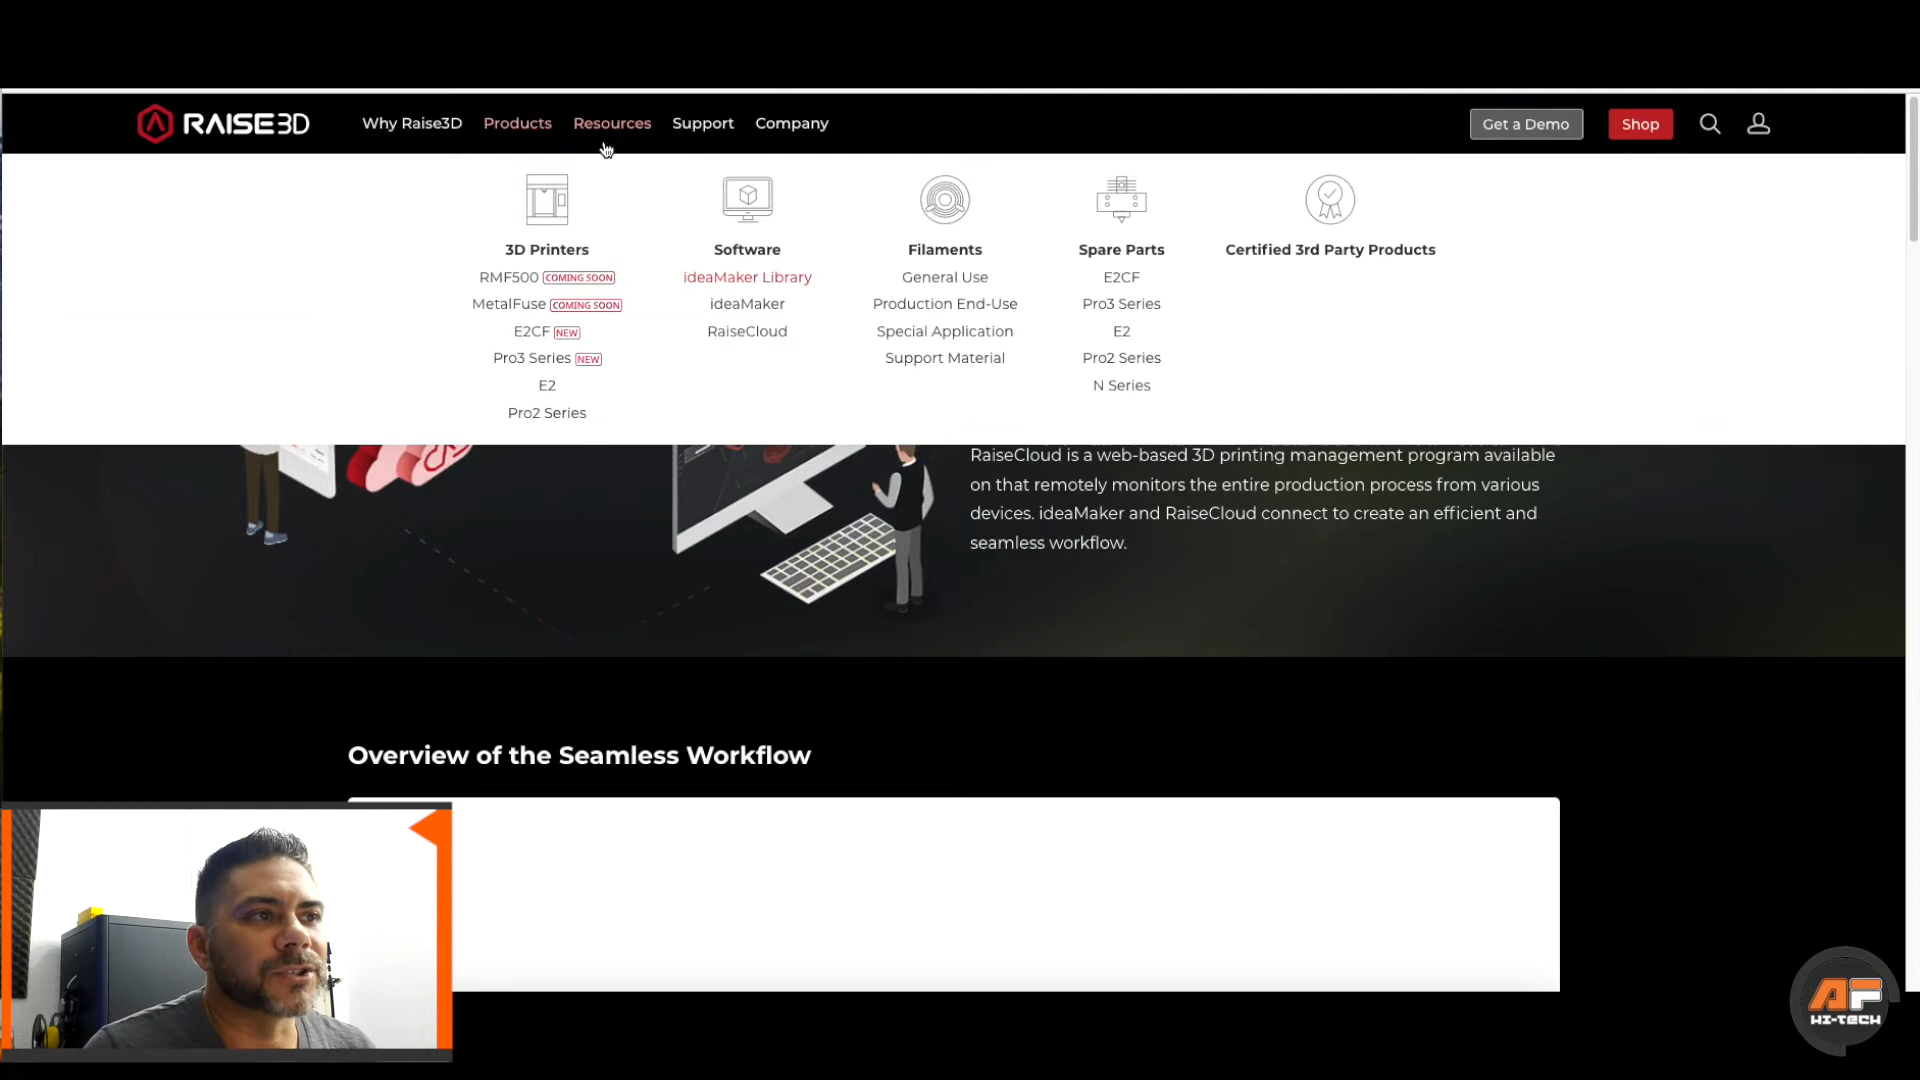 RAISE3D
Why Raise3D Products Resources Support Company
Get a Demo Shop
3D Printers
RMF500 COMING SOON
MetalFuse COMING SOON
E2CF NEW
Pro3 Series NEW
E2
Pro2 Series
Software
ideaMaker Library
ideaMaker
RaiseCloud
Filaments
General Use
Production End-Use
Special Application
Support Material
Spare Parts
E2CF
Pro3 Series
E2
Pro2 Series
N Series
Certified 3rd Party Products
RaiseCloud is a web-based 3D printing management program available
on that remotely monitors the entire production process from various
devices. ideaMaker and RaiseCloud connect to create an efficient and
seamless workflow.
Overview of the Seamless Workflow
AF
HI-TECH